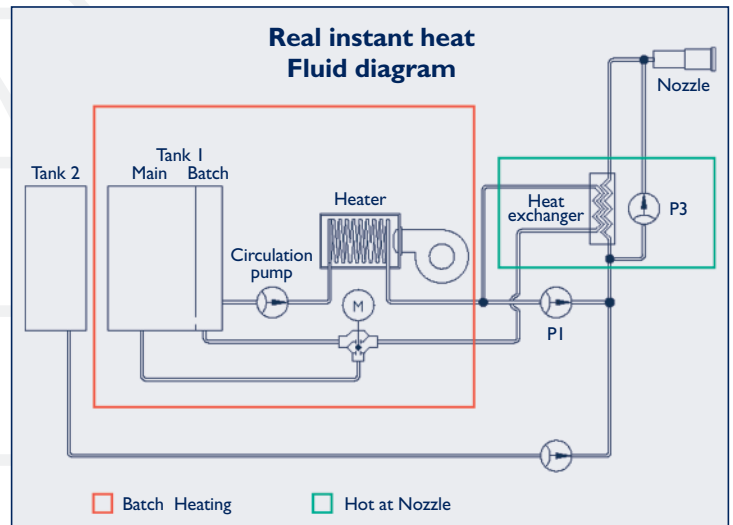 Real instant heat
Fluid diagram
Nozzle
Tank 1
Tank 2
Main
Batch
Heater
Heat
exchanger
P3
Circulation
pump
M
P1
Batch Heating
Hot at Nozzle